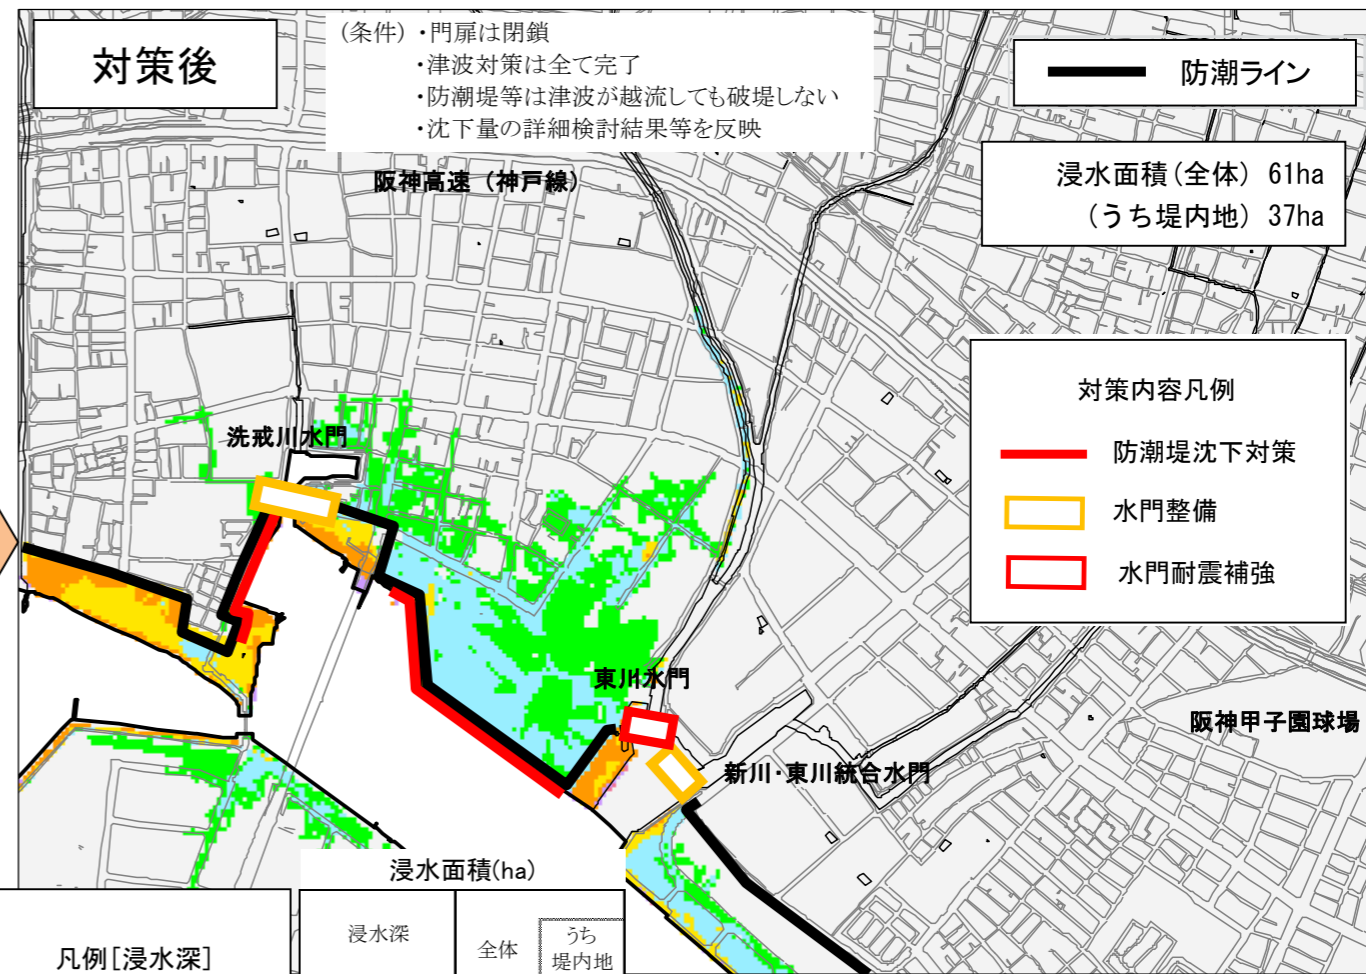 対策後
(条件)・門扉は閉鎖
・津波対策は全て完了
・防潮堤等は津波が越流しても破堤しない
・沈下量の詳細検討結果等を反映
防潮ライン
浸水面積(全体) 61ha
(うち堤内地) 37ha
阪神高速(神戸線)
対策内容凡例
防潮堤沈下対策
水門整備
水門耐震補強
洗戎川水門
東川水門
新川・東川統合水門
阪神甲子園球場
浸水面積(ha)
浸水深
全体
うち
堤内地
凡例[浸水深]